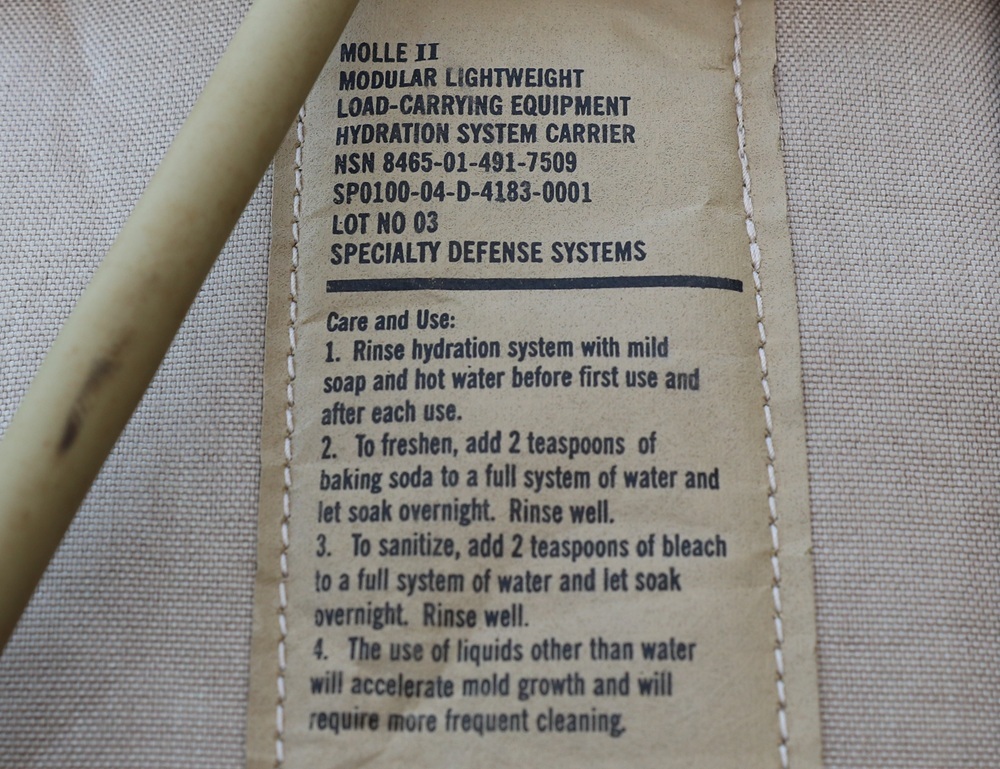 MOLLE II
MODULAR LIGHTWEIGHT
LOAD-CARRYING EQUIPMENT
HYDRATION SYSTEM CARRIER
NSN 8465-01-491-7509
SP0100-04-D-4183-0001
LOT NO 03
SPECIALTY DEFENSE SYSTEMS
Care and Use:
1. Rinse hydration system with mild
soap and hot water before first use and
after each use.
2. To freshen, add 2 teaspoons of
baking soda to a full system of water and
let soak overnight. Rinse well.
3. To sanitize, add 2 teaspoons of bleach
to a full system of water and let soak
overnight. Rinse well.
4. The use of liquids other than water
will accelerate mold growth and will
require more frequent cleaning.